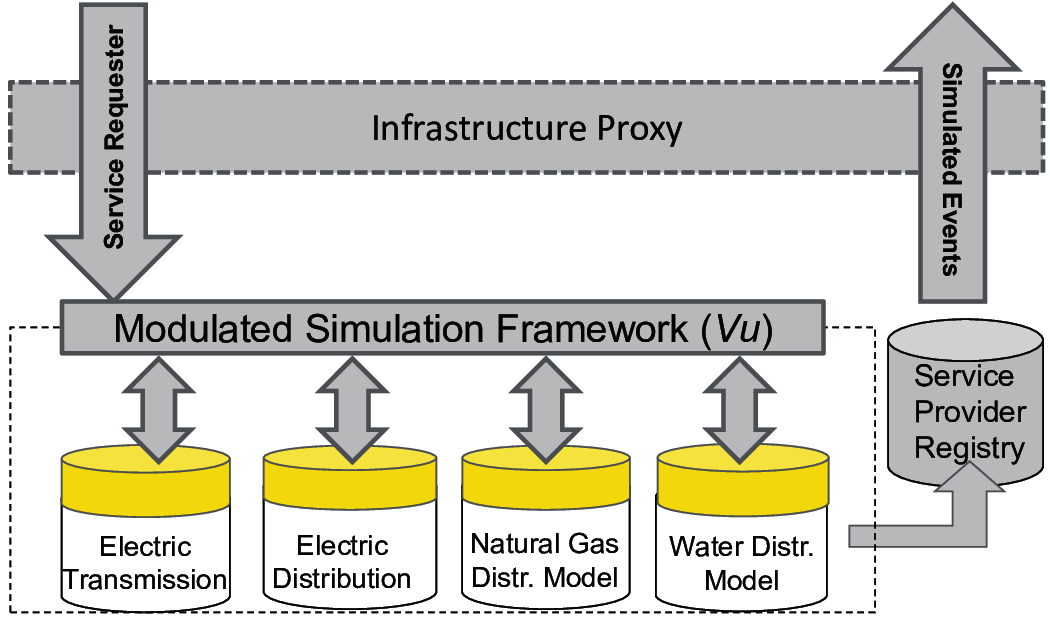 Service Requester
Infrastructure Proxy
Simulated Events
Modulated Simulation Framework (Vu)
Service
Provider
Registry
Electric
Transmission
Electric
Distribution
Natural Gas
Distr. Model
Water Distr.
Model